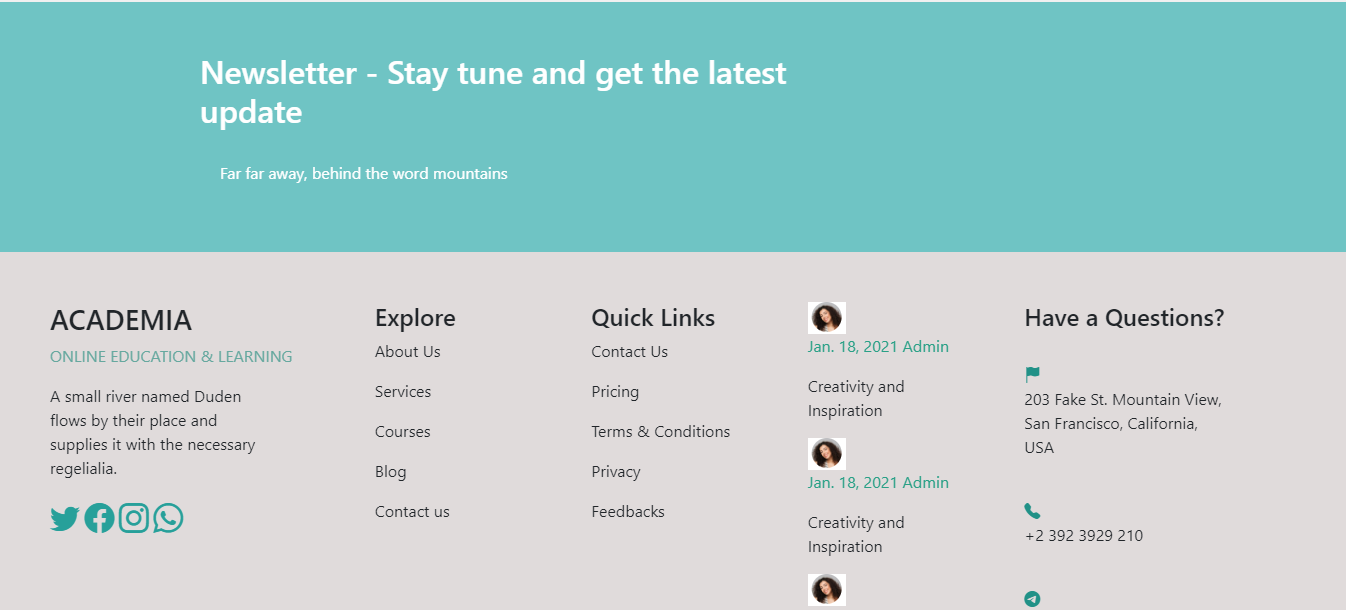 Newsletter - Stay tune and get the latest
update
Far far away, behind the word mountains
ACADEMIA
ONLINE EDUCATION & LEARNING
A small river named Duden
flows by their place and
supplies it with the necessary
regelialia.
Explore
About Us
Services
Courses
Blog
Contact us
Quick Links
Contact Us
Pricing
Terms & Conditions
Privacy
Feedbacks
Jan. 18, 2021 Admin
Creativity and
Inspiration
Jan. 18, 2021 Admin
Creativity and
Inspiration
Have a Questions?
203 Fake St. Mountain View,
San Francisco, California,
USA
+2 392 3929 210